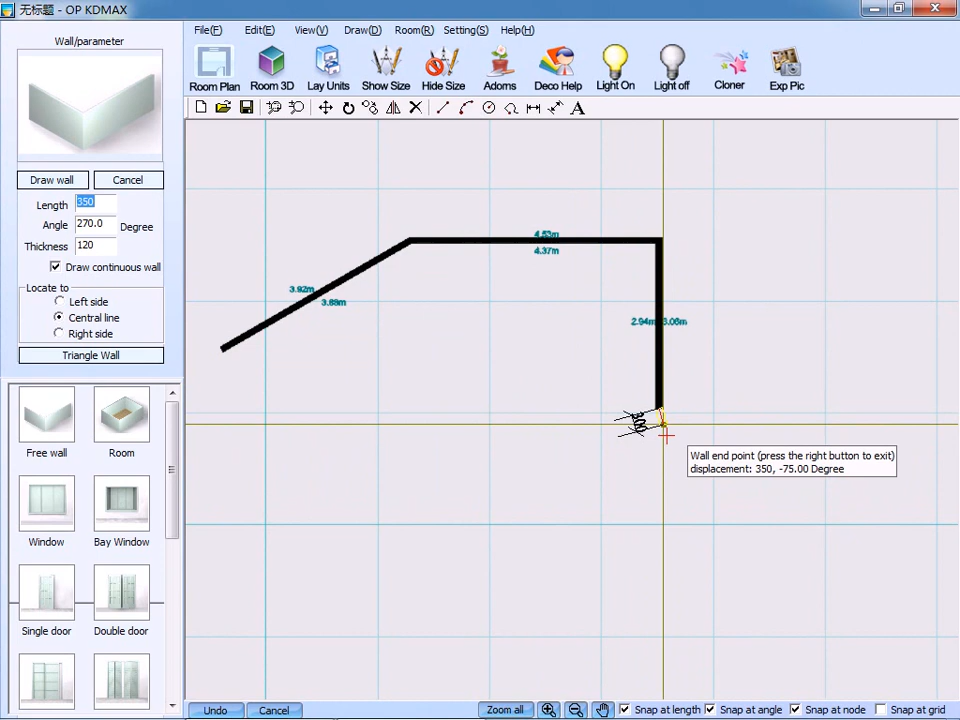 无标题 - OP KDMAX
Wall/parameter
Draw wall
Cancel
Length 350
Angle 270.0 Degree
Thickness 120
Draw continuous wall
Locate to
Left side
Central line
Right side
Triangle Wall
Free wall
Room
Window
Bay Window
Single door
Double door
File(F) Edit(E) View(V) Draw(D) Room(R) Setting(S) Help(H)
Room Plan Room 3D Lay Units Show Size Hide Size Adorns Deco Help Light On Light off Cloner Exp Pic
A
4.53m
4.37m
3.92m
3.88m
2.94m 3.06m
300
Wall end point (press the right button to exit)
displacement: 350, -75.00 Degree
Undo Cancel Zoom all Snap at length Snap at angle Snap at node Snap at grid